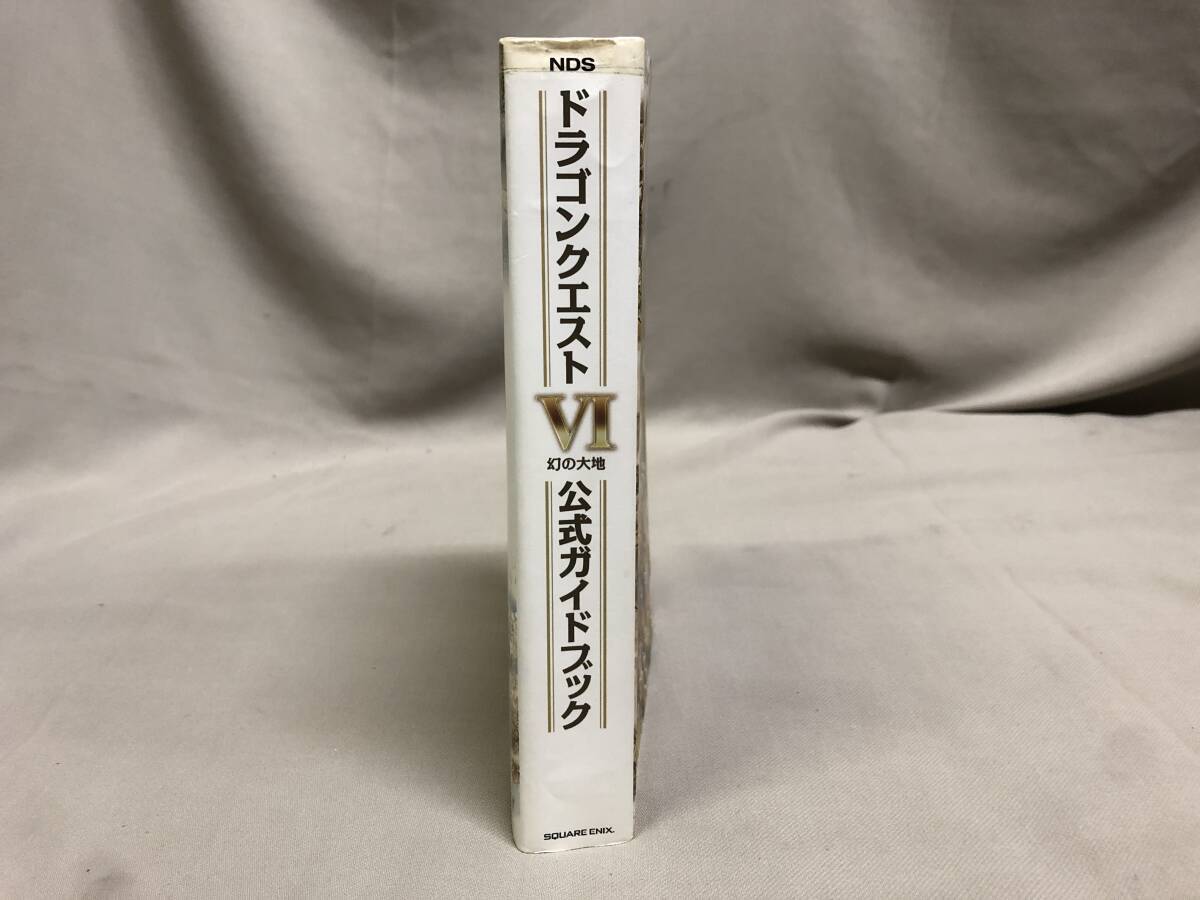 NDS
ドラゴンクエスト
VI
幻の大地
公式ガイドブック
SQUARE ENIX.